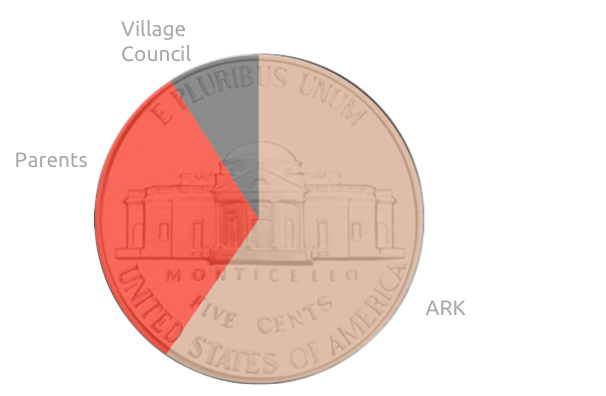 Village
Council
Parents
ARK
E PLURIBUS UNUM
MONTICELLO
FIVE CENTS
UNITED STATES OF AMERICA